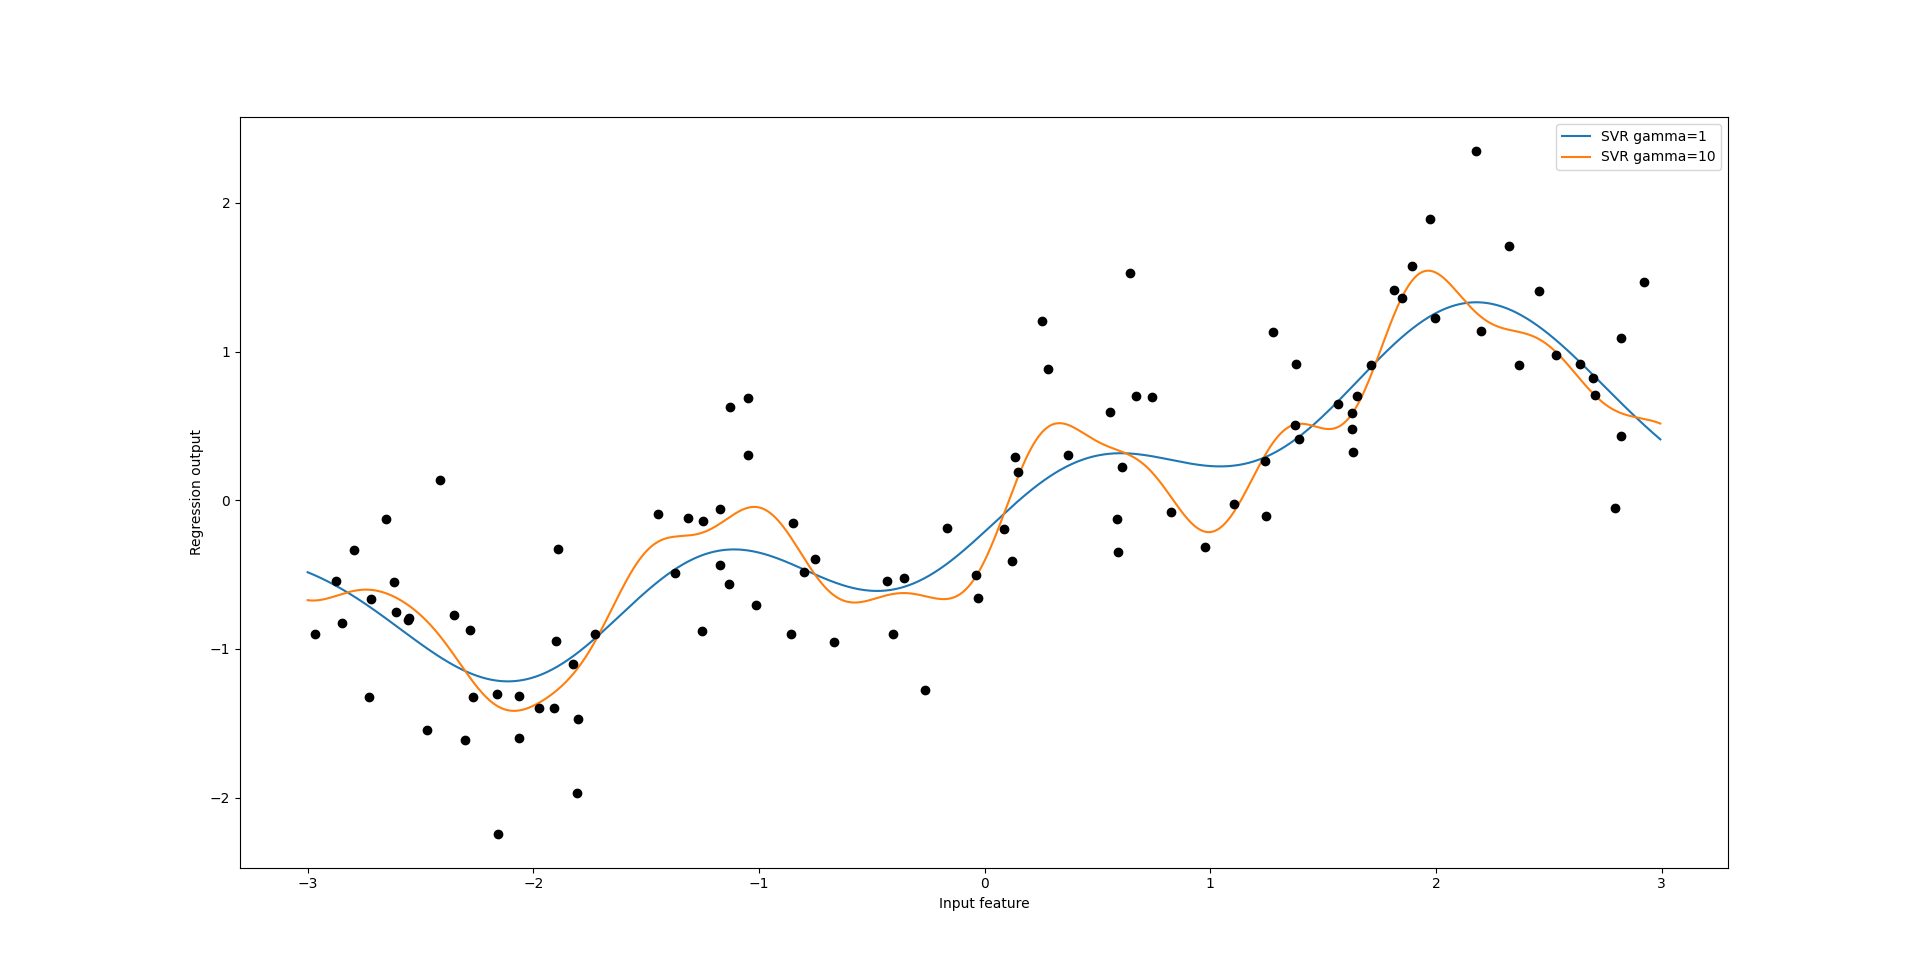 SVR gamma=1
SVR gamma=10
2
1
0
−1
−2
Regression output
−3 −2 −1 0 1 2 3
Input feature